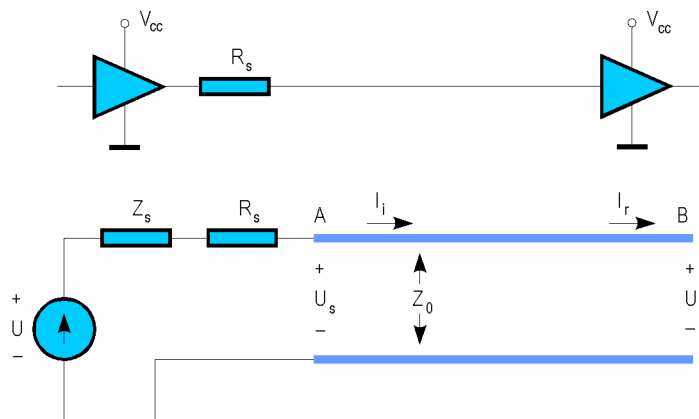 Vcc
Rs
Vcc
Zs
Rs
A
Ii
Ir
B
+
Us
–
Z0
+
U
–
+
U
–